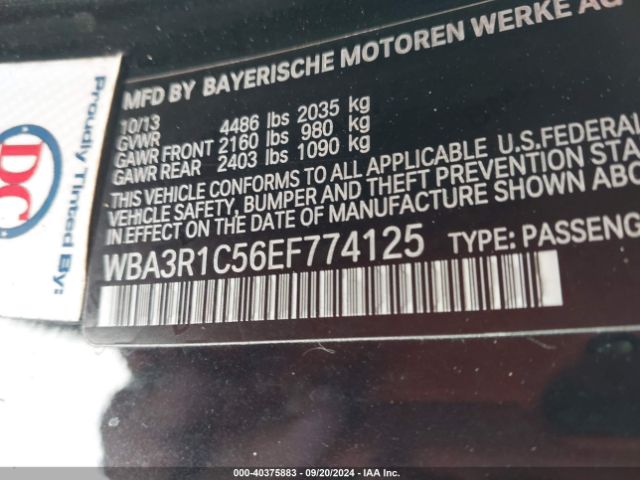 MFD BY BAYERISCHE MOTOREN WERKE AG
10/13
GVWR 4486 lbs 2035 kg
GAWR FRONT 2160 lbs 980 kg
GAWR REAR 2403 lbs 1090 kg
THIS VEHICLE CONFORMS TO ALL APPLICABLE U.S.FEDERAL
VEHICLE SAFETY, BUMPER AND THEFT PREVENTION STA
IN EFFECT ON THE DATE OF MANUFACTURE SHOWN ABO
WBA3R1C56EF774125 TYPE: PASSENG
Proudly Tinted By:
DC
000-40375883 - 09/20/2024 - IAA Inc.